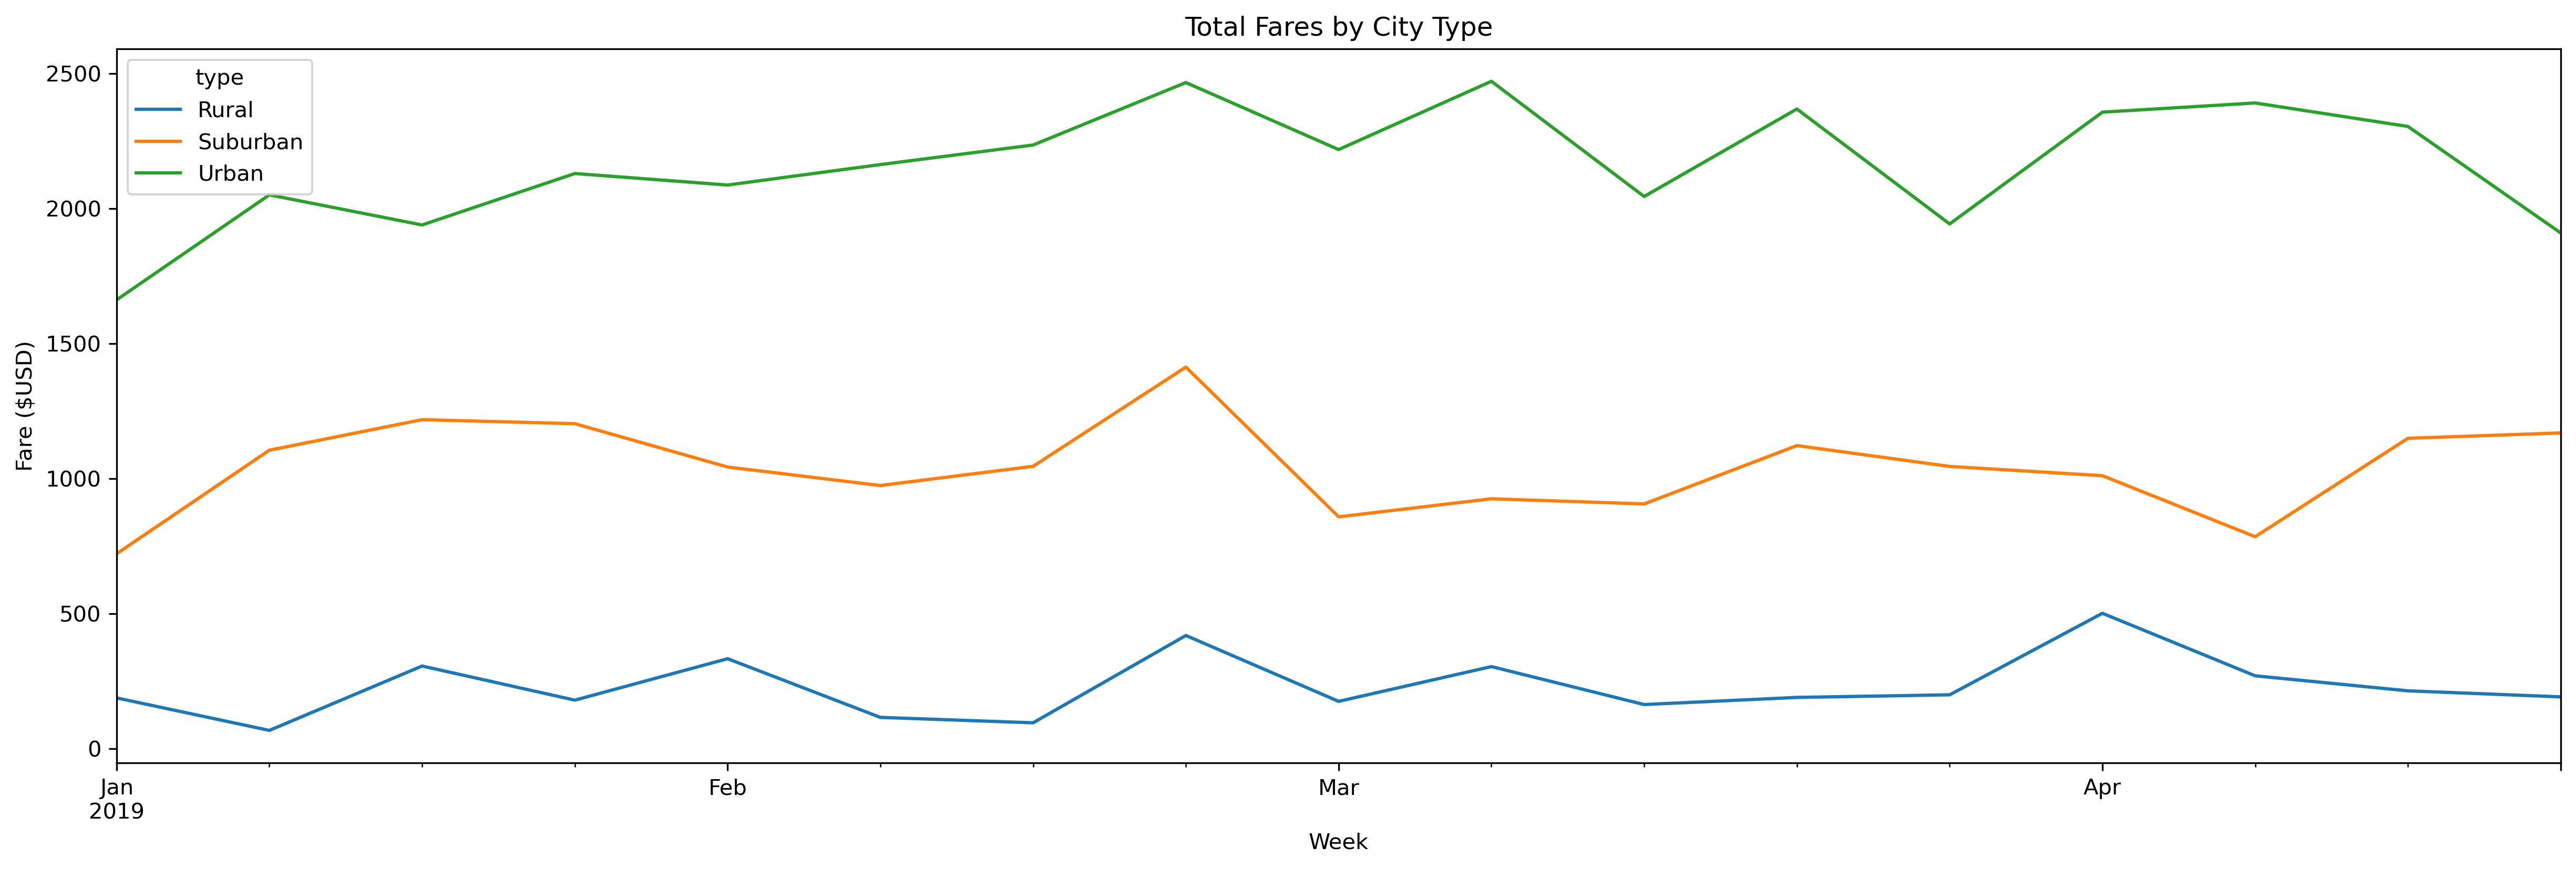 Total Fares by City Type
type
Rural
Suburban
Urban
2500
2000
1500
1000
500
0
Fare ($USD)
Jan Feb Mar Apr
2019
Week